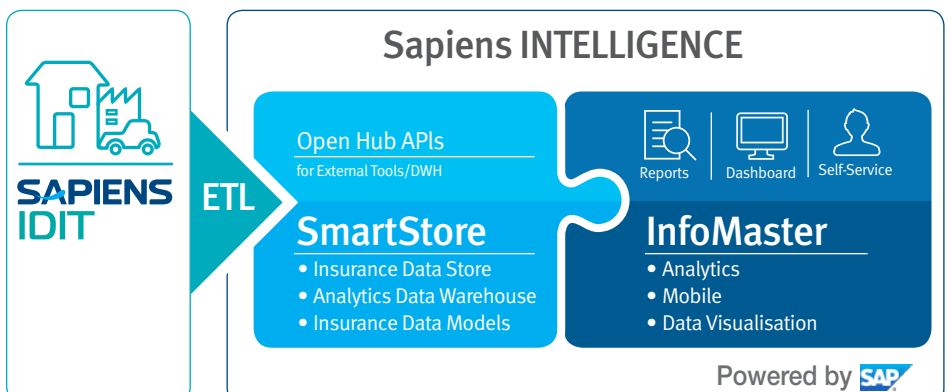 Sapiens INTELLIGENCE
SAPIENS
IDIT
ETL
Open Hub APIs
for External Tools/DWH
SmartStore
• Insurance Data Store
• Analytics Data Warehouse
• Insurance Data Models
Reports
Dashboard
Self-Service
InfoMaster
• Analytics
• Mobile
• Data Visualisation
Powered by SAP